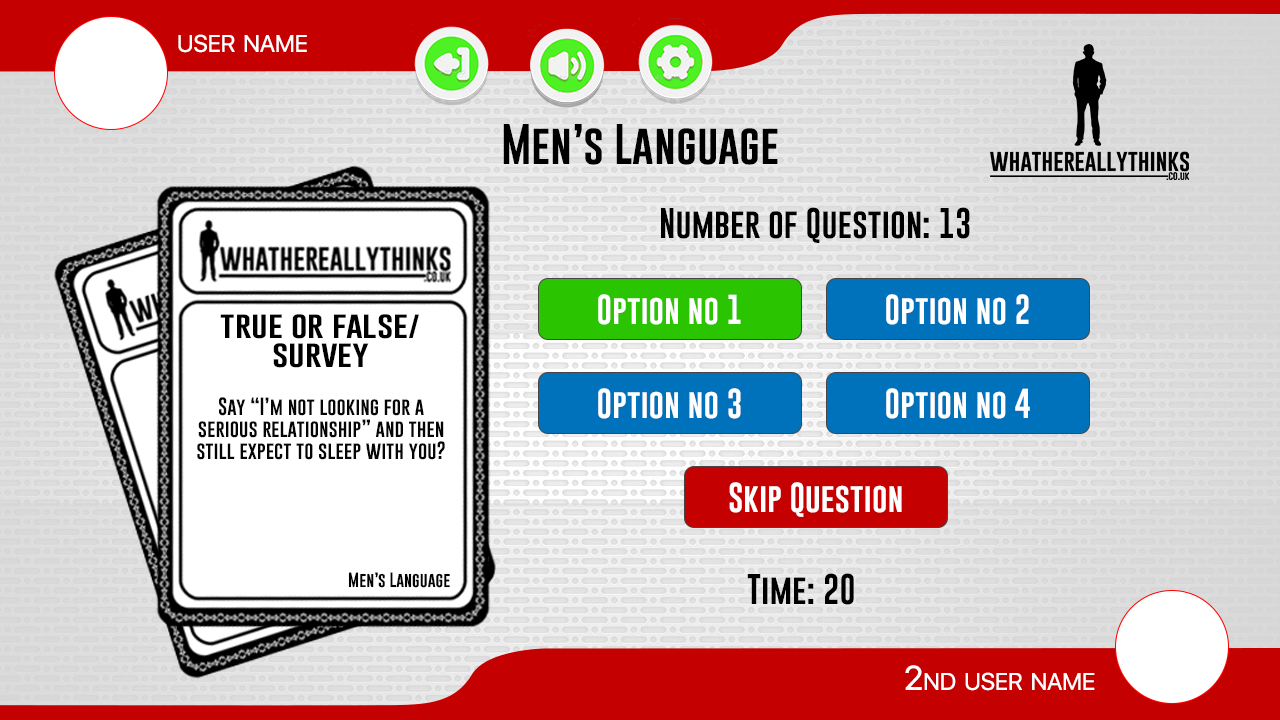 USER NAME
Men's Language
WHATHEREALLYTHINKS
.CO.UK
Number of Question: 13
WHATHEREALLYTHINKS
.CO.UK
W
TRUE OR FALSE/
SURVEY
Say “I'm not looking for a
serious relationship” and then
still expect to sleep with you?
Men's Language
Option no 1
Option no 2
Option no 3
Option no 4
Skip Question
Time: 20
2ND USER NAME